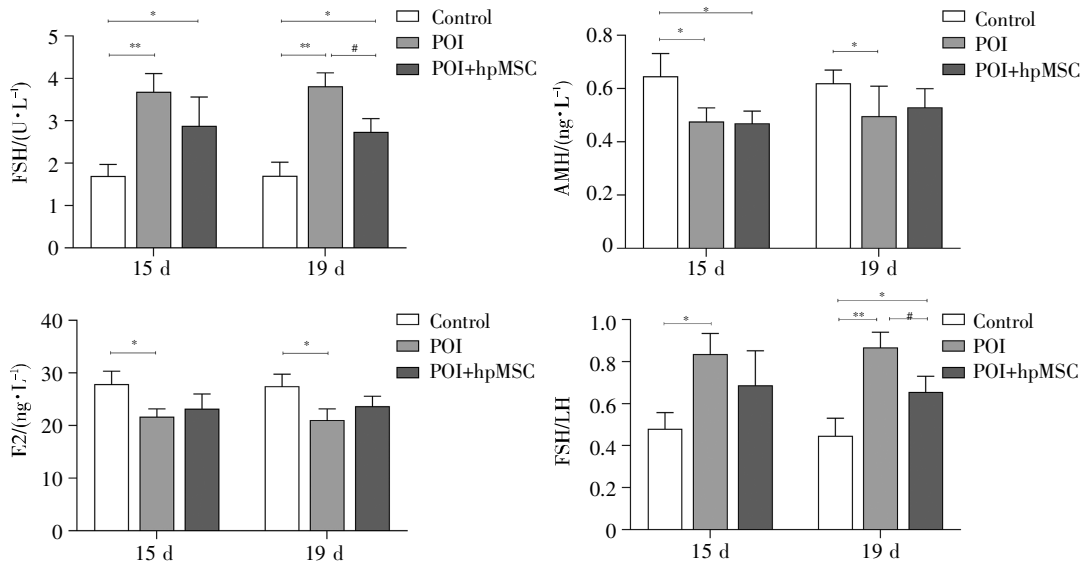 *
*
** ** #
Control
POI
POI+hpMSC
FSH/(U·L⁻¹)
5
4
3
2
1
0
15 d 19 d
*
*
*
Control
POI
POI+hpMSC
AMH/(ng·L⁻¹)
0.8
0.6
0.4
0.2
0
15 d 19 d
*
*
Control
POI
POI+hpMSC
E2/(ng·L⁻¹)
40
30
20
10
0
15 d 19 d
*
*
** #
Control
POI
POI+hpMSC
FSH/LH
1.0
0.8
0.6
0.4
0.2
0
15 d 19 d